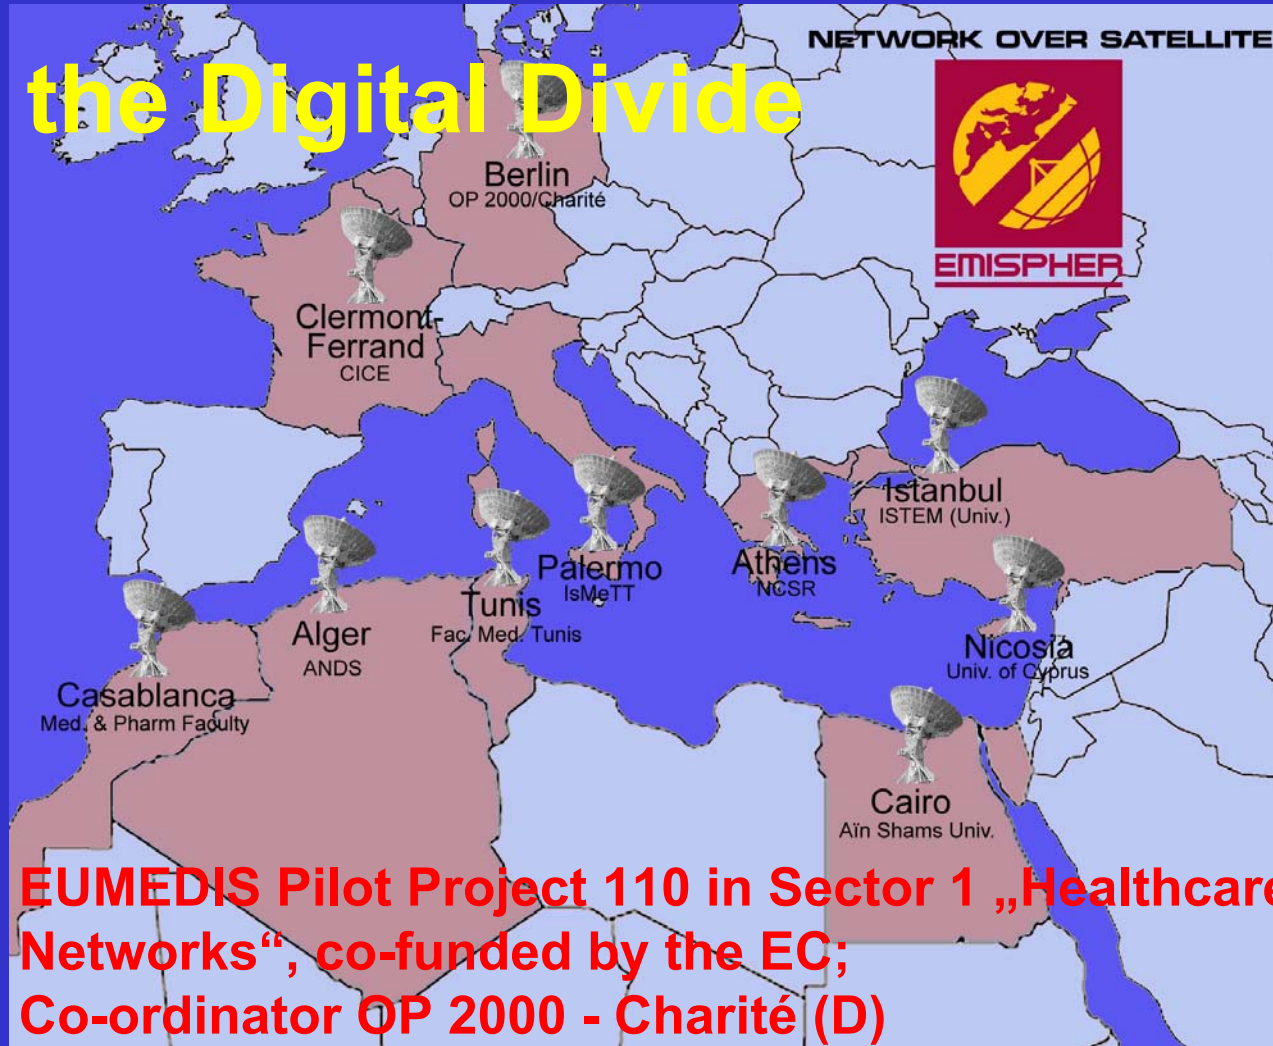 NETWORK OVER SATELLITE
the Digital Divide
EMISPHER
Berlin
OP 2000/Charité
Clermont-
Ferrand
CICE
Istanbul
ISTEM (Univ.)
Palermo
IsMeTT
Athens
NCSR
Tunis
Fac. Med. Tunis
Alger
ANDS
Nicosia
Univ. of Cyprus
Casablanca
Med. & Pharm Faculty
Cairo
Aïn Shams Univ.
EUMEDIS Pilot Project 110 in Sector 1 „Healthcare
Networks“, co-funded by the EC;
Co-ordinator OP 2000 - Charité (D)